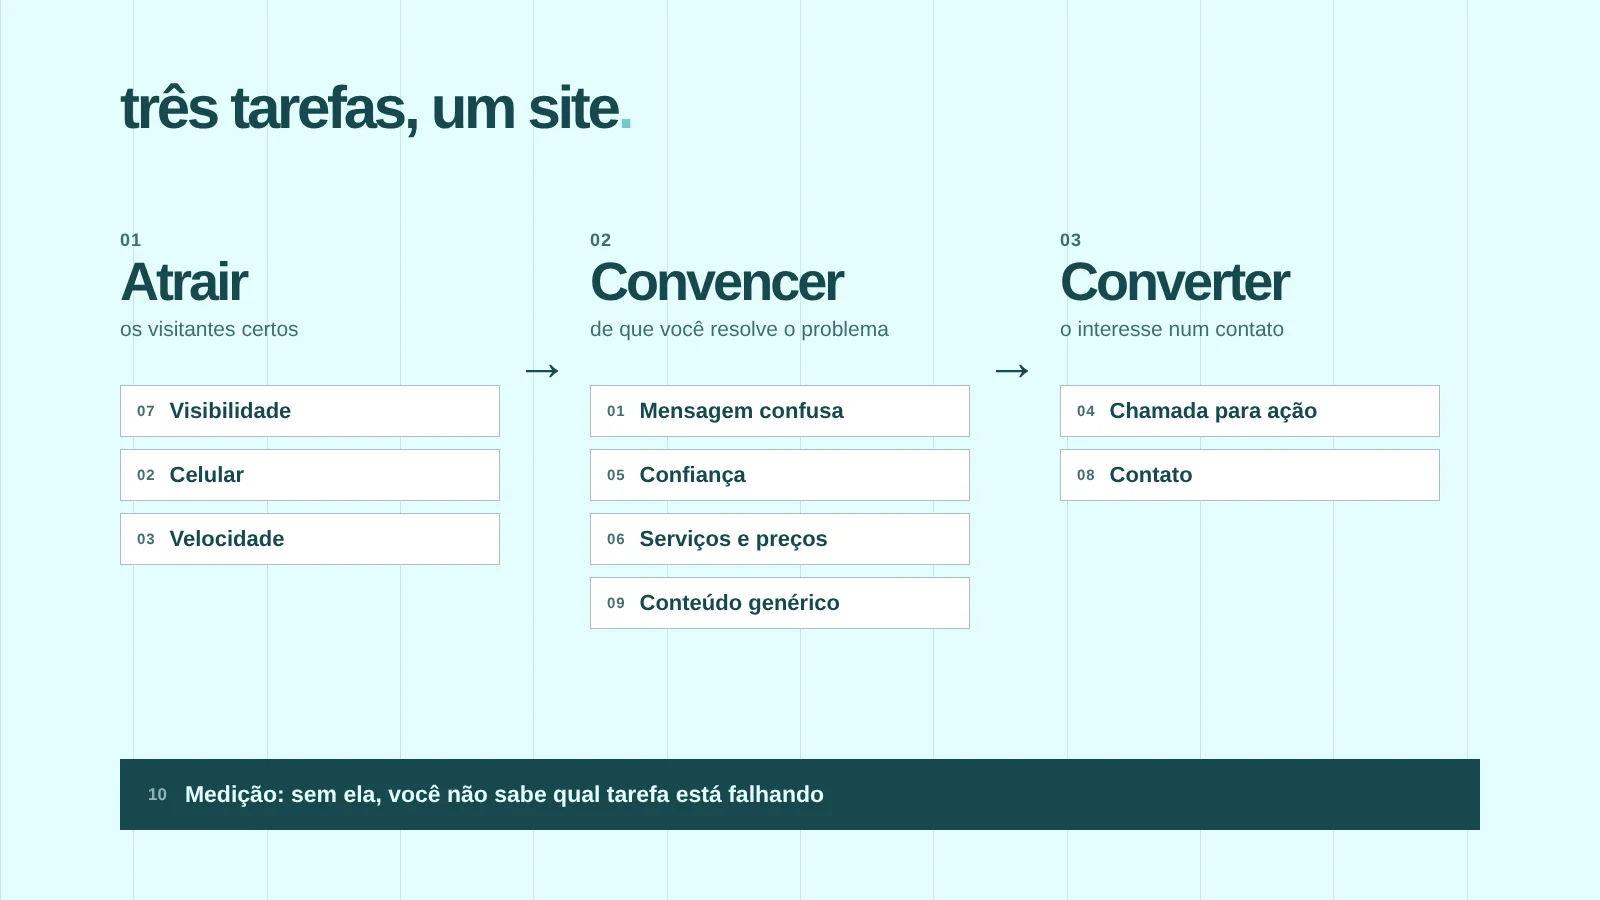 três tarefas, um site.
01
Atrair
os visitantes certos
07 Visibilidade
02 Celular
03 Velocidade
→
02
Convencer
de que você resolve o problema
01 Mensagem confusa
05 Confiança
06 Serviços e preços
09 Conteúdo genérico
→
03
Converter
o interesse num contato
04 Chamada para ação
08 Contato
10 Medição: sem ela, você não sabe qual tarefa está falhando